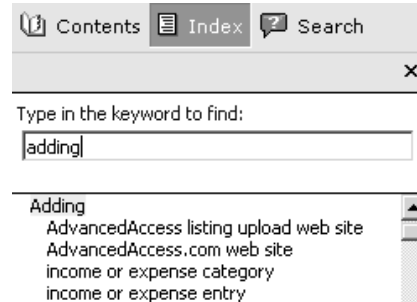 Contents Index Search
Type in the keyword to find:
adding
Adding
AdvancedAccess listing upload web site
AdvancedAccess.com web site
income or expense category
income or expense entry